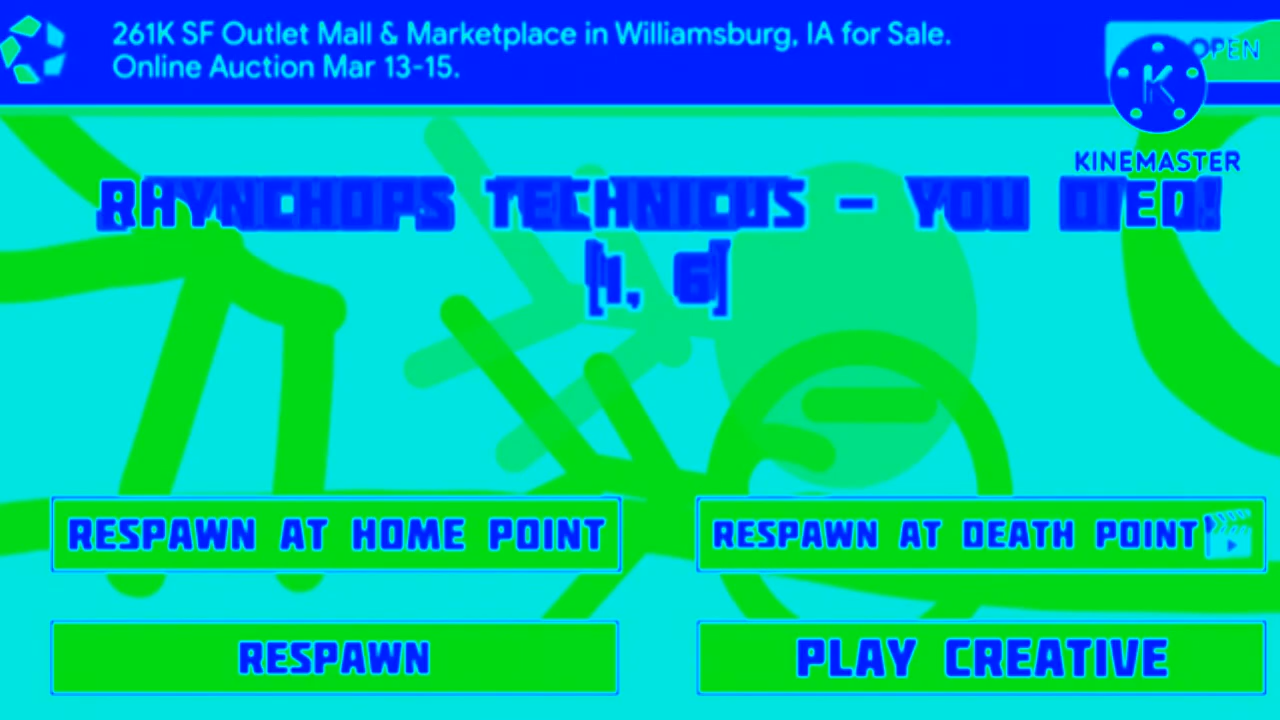 261K SF Outlet Mall & Marketplace in Williamsburg, IA for Sale.
Online Auction Mar 13-15.
OPEN
KINEMASTER
RAYNCHOPS TECHNICUS - YOU DIED!
[1, 6]
RESPAWN AT HOME POINT
RESPAWN AT DEATH POINT
RESPAWN
PLAY CREATIVE